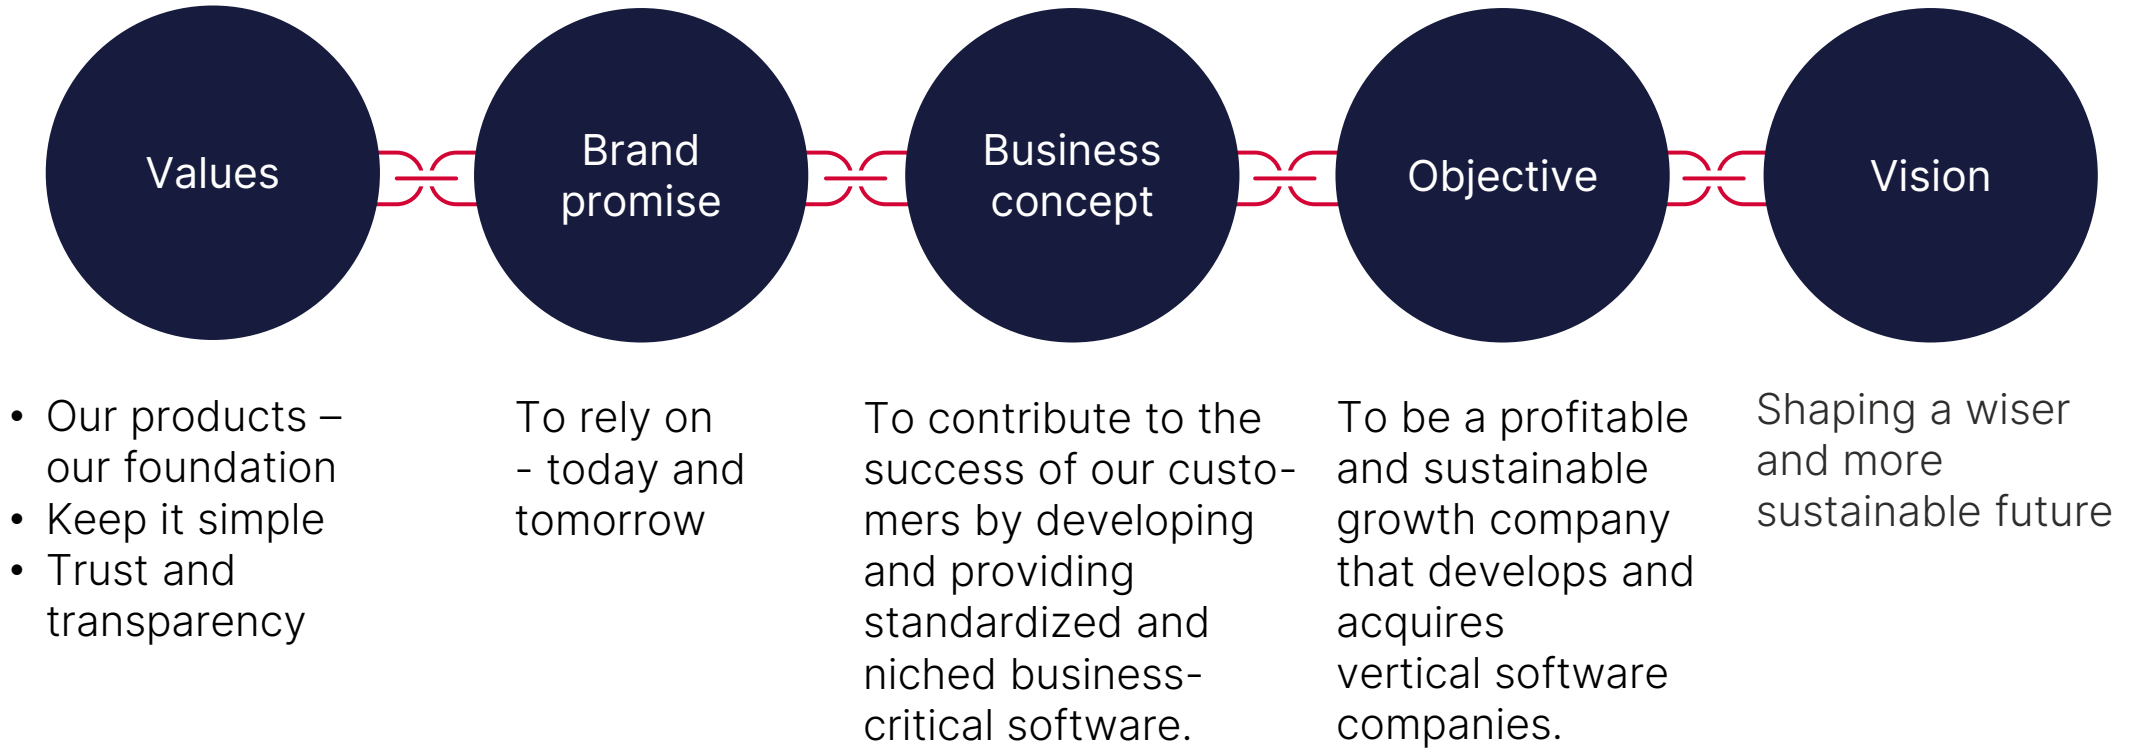 Values
Brand
promise
Business
concept
Objective
Vision
• Our products –
our foundation
• Keep it simple
• Trust and
transparency
To rely on
- today and
tomorrow
To contribute to the
success of our custo-
mers by developing
and providing
standardized and
niched business-
critical software.
To be a profitable
and sustainable
growth company
that develops and
acquires
vertical software
companies.
Shaping a wiser
and more
sustainable future